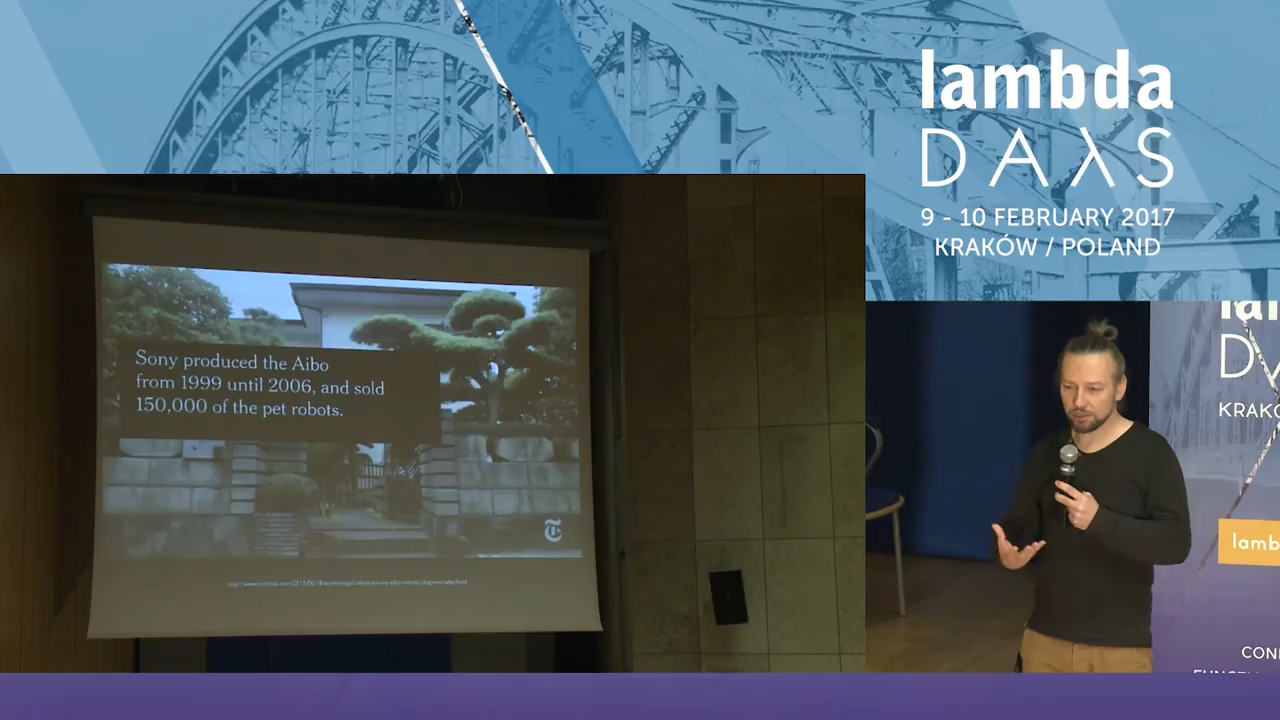 lambda
DAλS
9 - 10 FEBRUARY 2017
KRAKÓW / POLAND
Sony produced the Aibo
from 1999 until 2006, and sold
150,000 of the pet robots.